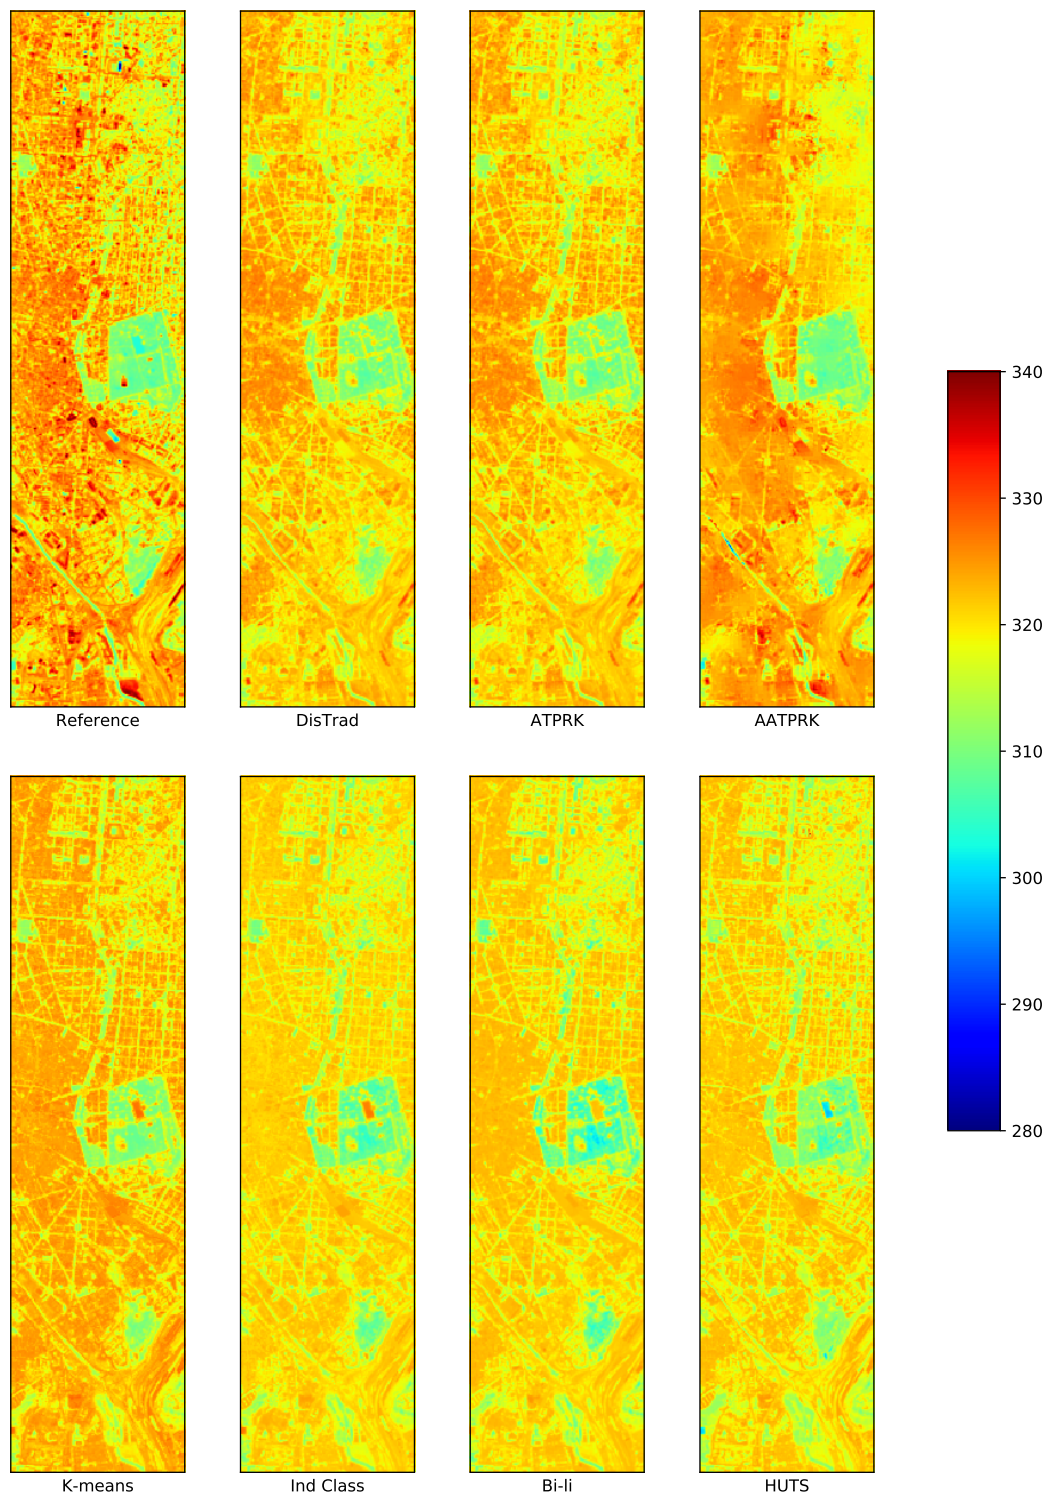 Reference
DisTrad
ATPRK
AATPRK
340
330
320
310
300
290
280
K-means
Ind Class
Bi-li
HUTS